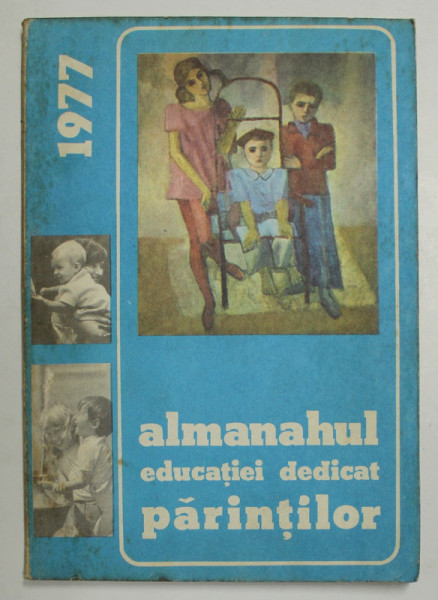 1977
almanahul
educației dedicat
părinților